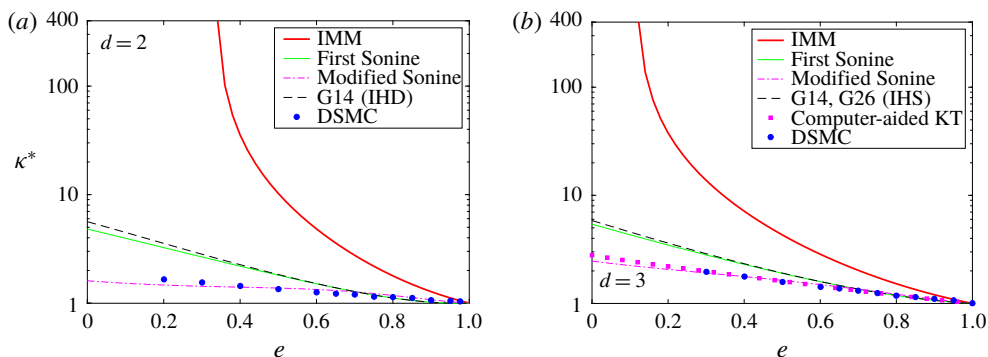 (a)
400
d = 2
IMM
First Sonine
Modified Sonine
G14 (IHD)
DSMC
100
κ*
10
1
0
0.2
0.4
0.6
0.8
1.0
e
(b)
400
IMM
First Sonine
Modified Sonine
G14, G26 (IHS)
Computer-aided KT
DSMC
100
10
d = 3
1
0
0.2
0.4
0.6
0.8
1.0
e